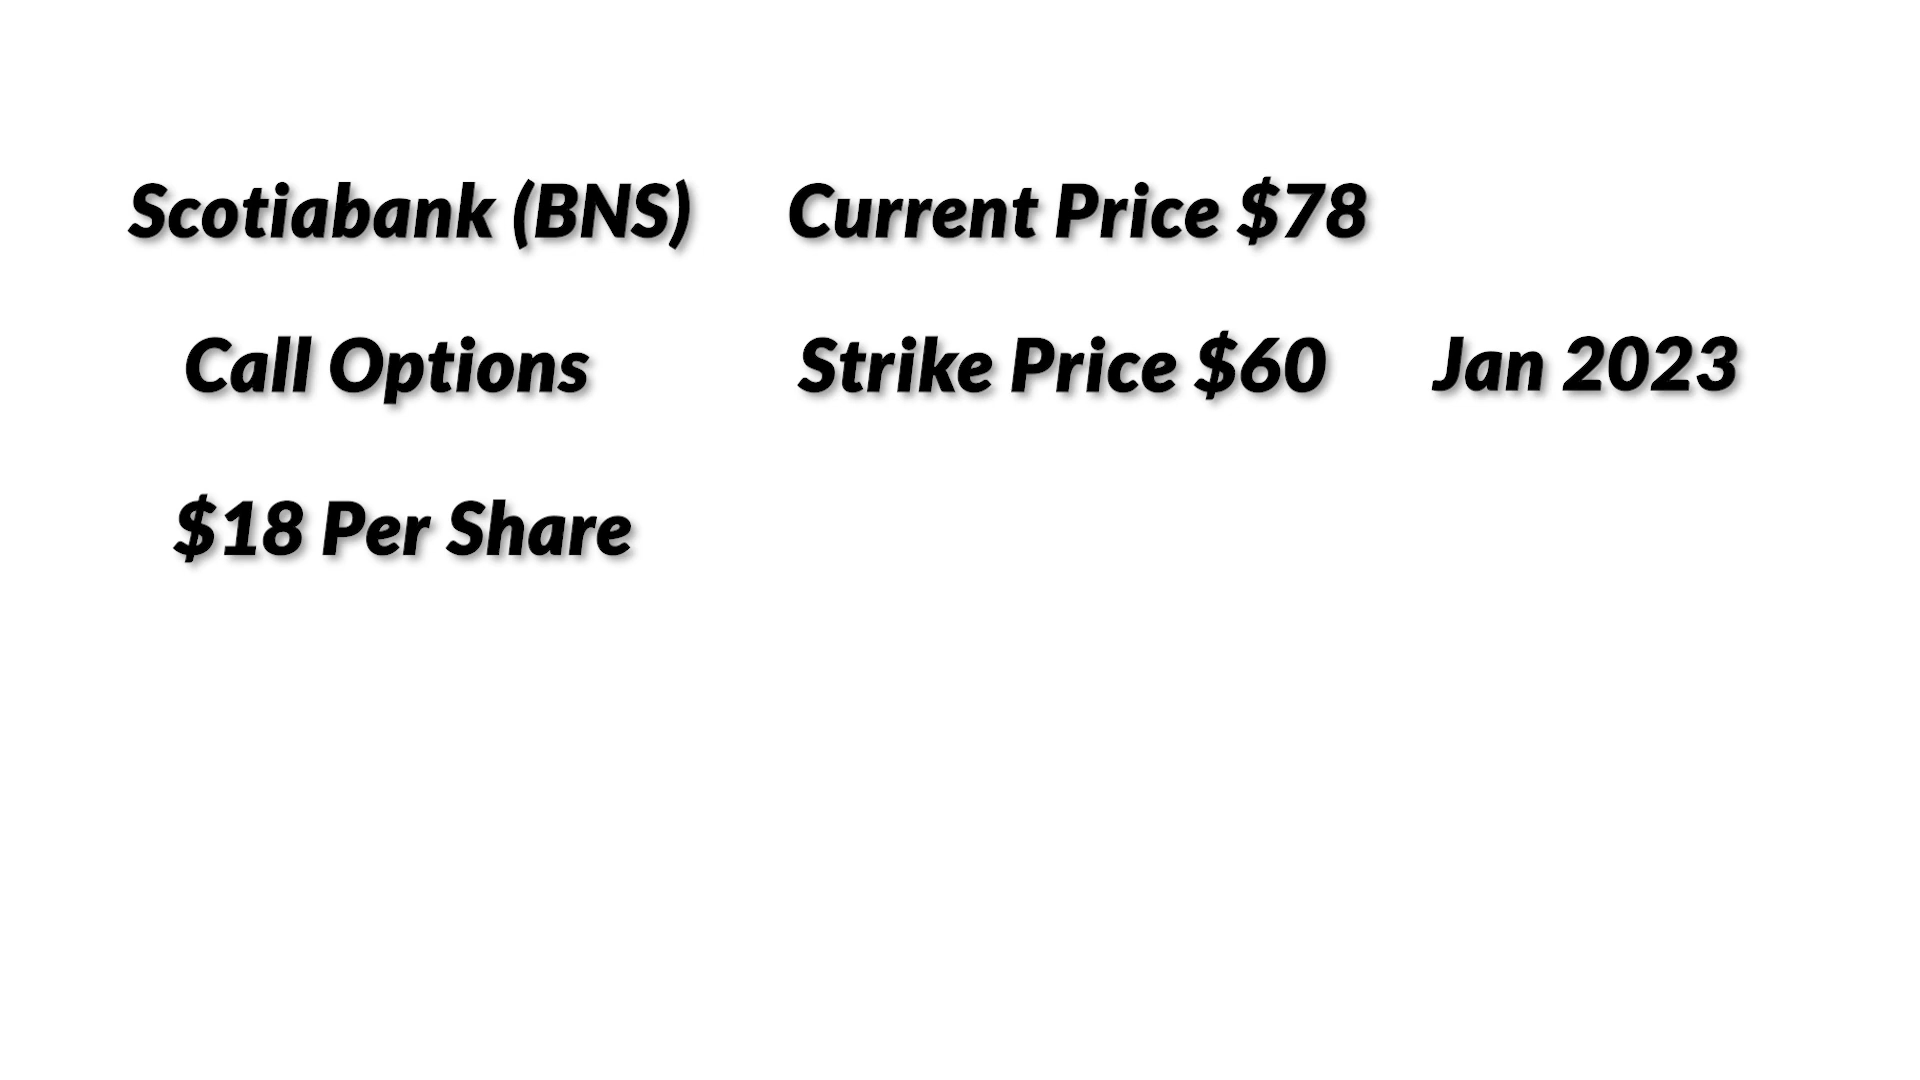 Scotiabank (BNS) Current Price $78
Call Options Strike Price $60 Jan 2023
$18 Per Share